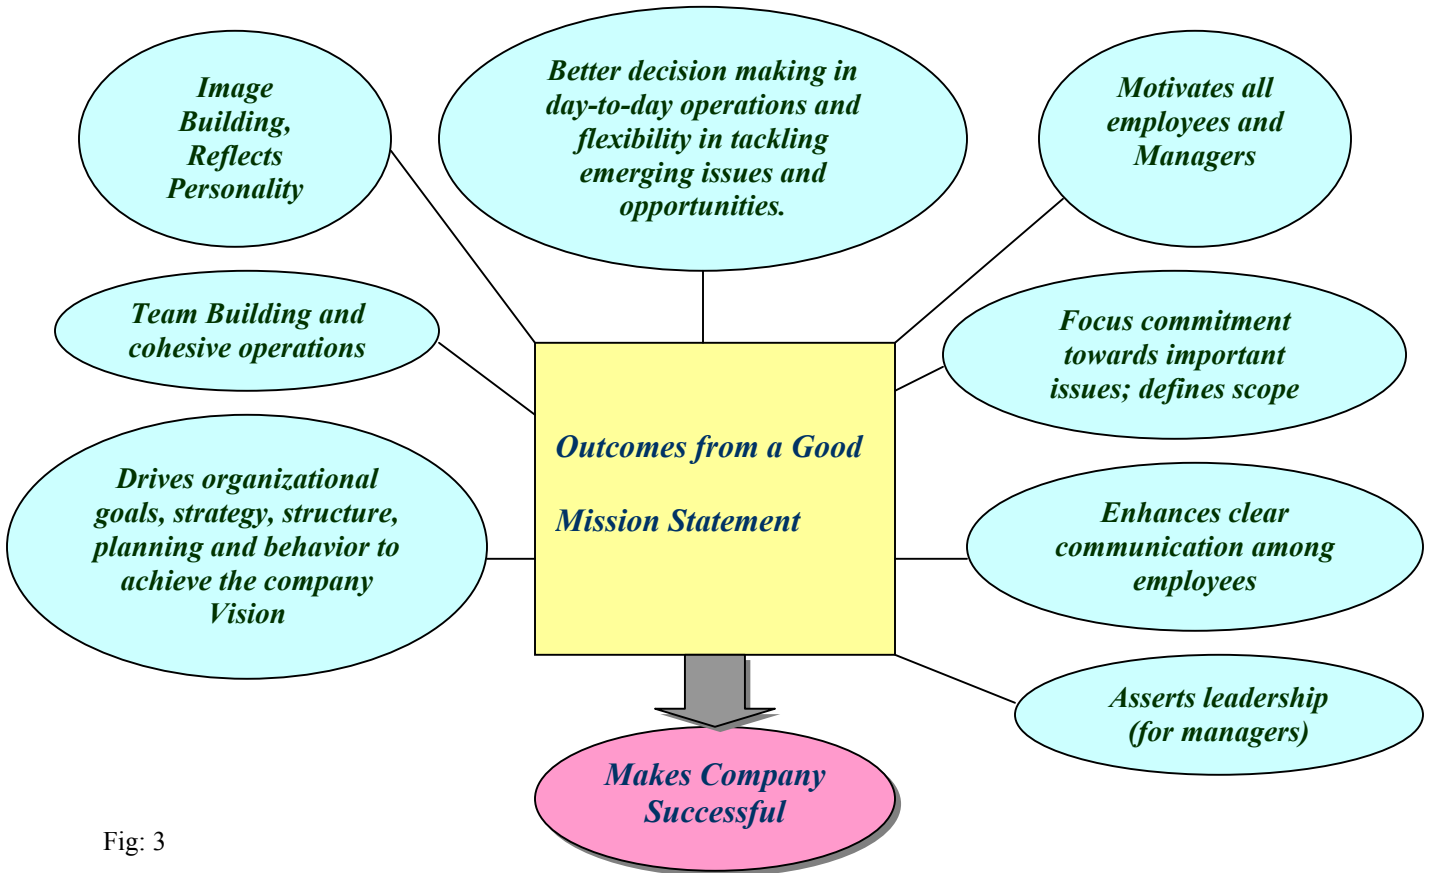 Image
Building,
Reflects
Personality
Better decision making in
day-to-day operations and
flexibility in tackling
emerging issues and
opportunities.
Motivates all
employees and
Managers
Team Building and
cohesive operations
Focus commitment
towards important
issues; defines scope
Outcomes from a Good
Mission Statement
Drives organizational
goals, strategy, structure,
planning and behavior to
achieve the company
Vision
Enhances clear
communication among
employees
Asserts leadership
(for managers)
Makes Company
Successful
Fig: 3